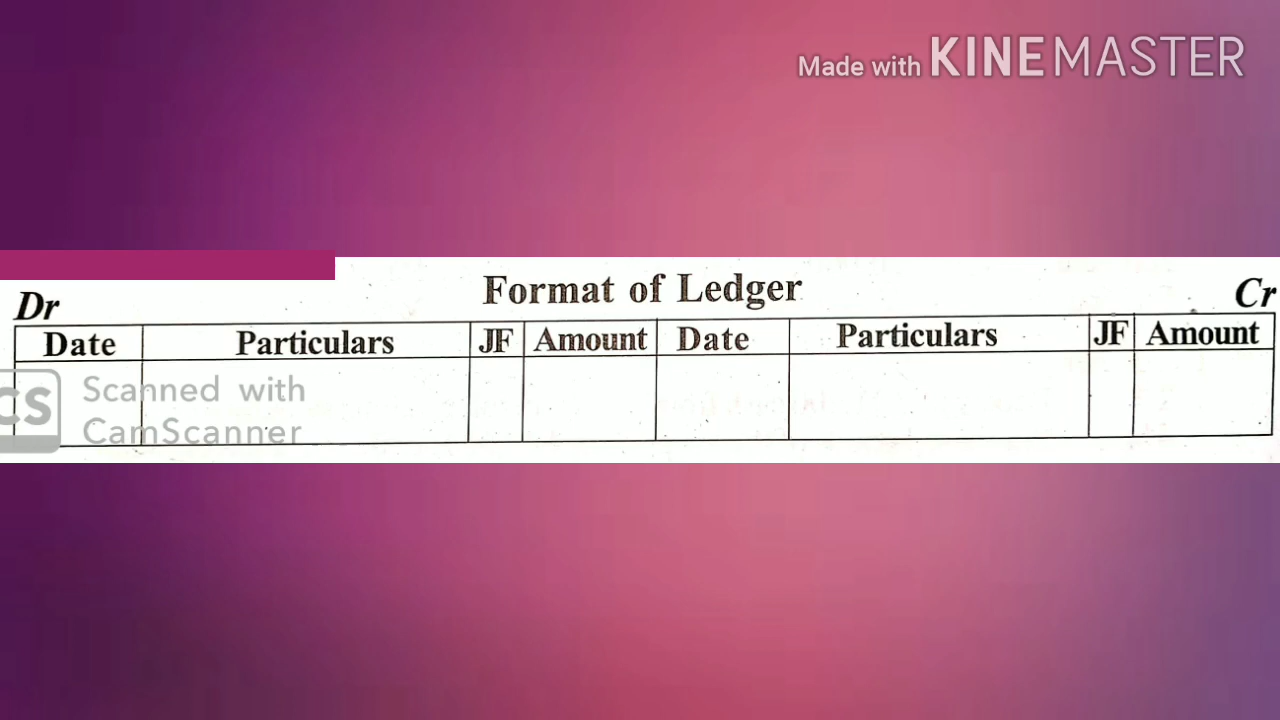 Made with KINEMASTER
Format of Ledger
Dr Cr
Date Particulars JF Amount Date Particulars JF Amount
CS Scanned with
CamScanner